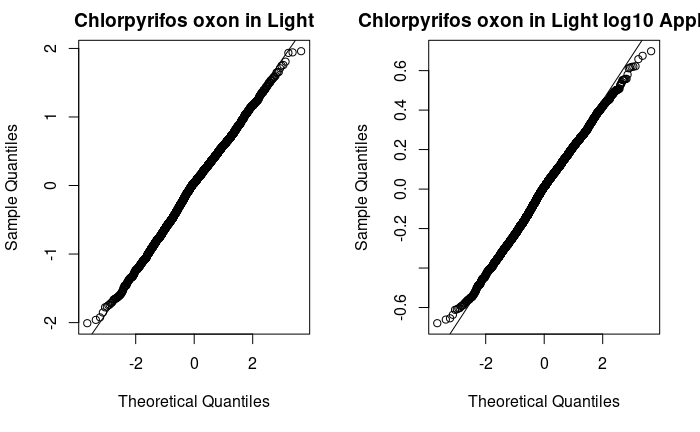 Chlorpyrifos oxon in Light
Sample Quantiles
2
1
0
-1
-2
-2 0 2
Theoretical Quantiles
Chlorpyrifos oxon in Light log10 Appl
Sample Quantiles
0.6
0.4
0.2
0.0
-0.2
-0.6
-2 0 2
Theoretical Quantiles